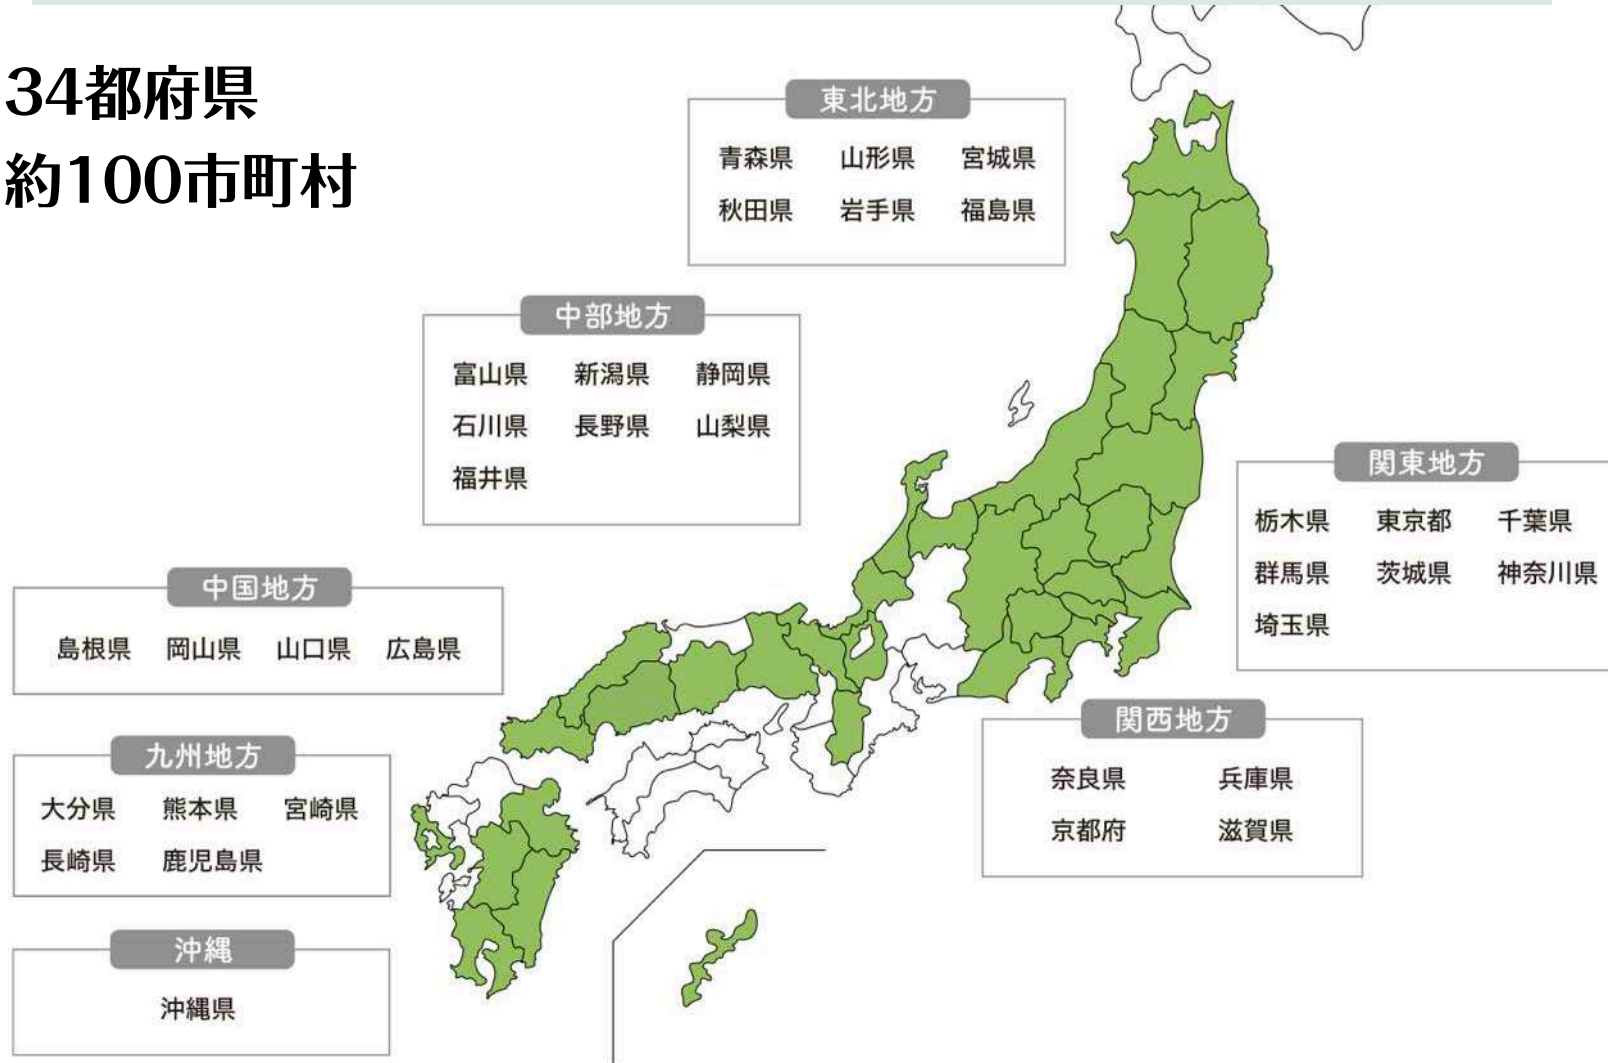 34都府県
約100市町村
東北地方
青森県 山形県 宮城県
秋田県 岩手県 福島県
中部地方
富山県 新潟県 静岡県
石川県 長野県 山梨県
福井県
関東地方
栃木県 東京都 千葉県
群馬県 茨城県 神奈川県
埼玉県
中国地方
島根県 岡山県 山口県 広島県
関西地方
奈良県 兵庫県
京都府 滋賀県
九州地方
大分県 熊本県 宮崎県
長崎県 鹿児島県
沖縄
沖縄県